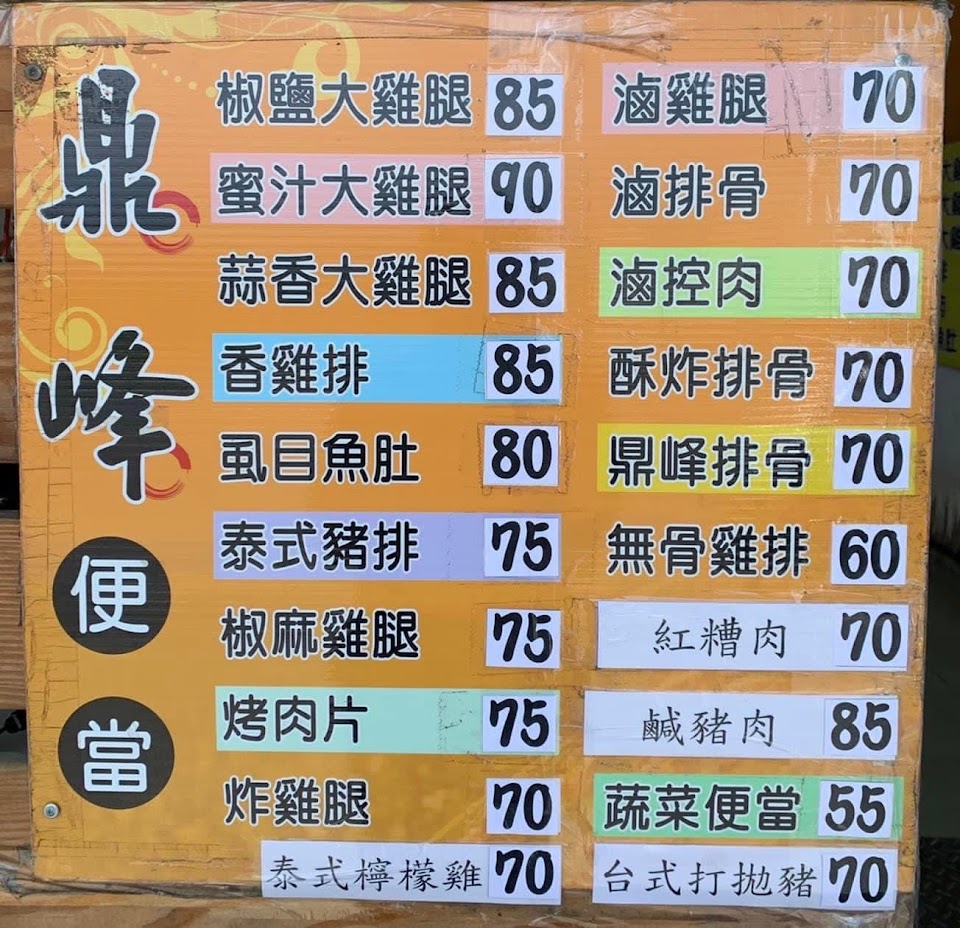 鼎峰便當
椒鹽大雞腿 85
蜜汁大雞腿 90
蒜香大雞腿 85
香雞排 85
虱目魚肚 80
泰式豬排 75
椒麻雞腿 75
烤肉片 75
炸雞腿 70
泰式檸檬雞 70
滷雞腿 70
滷排骨 70
滷控肉 70
酥炸排骨 70
鼎峰排骨 70
無骨雞排 60
紅糟肉 70
鹹豬肉 85
蔬菜便當 55
台式打拋豬 70